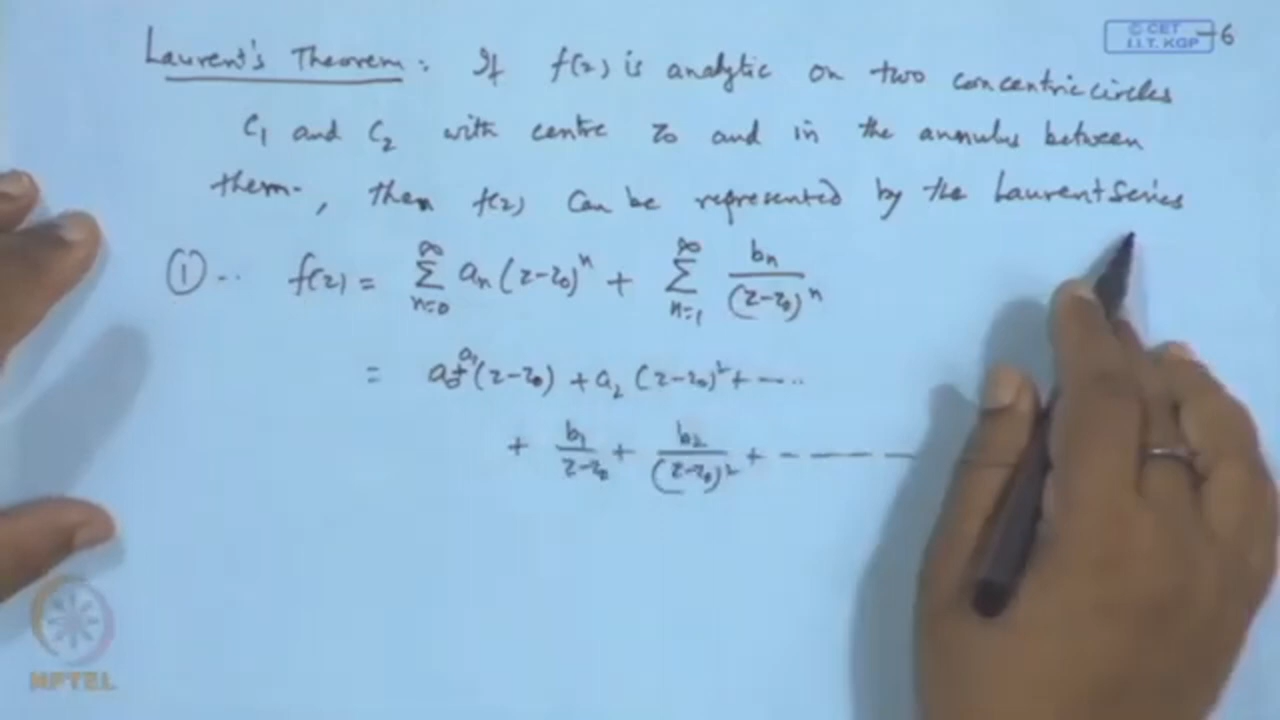 © CET
I.I.T. KGP
-6
Laurent's Theorem : If f(z) is analytic on two concentric circles
C₁ and C₂ with centre z₀ and in the annulus between
them, then f(z) can be represented by the Laurent Series
① .. f(z) = ∑_{n=0}^{∞} aₙ (z-z₀)ⁿ + ∑_{n=1}^{∞} bₙ/(z-z₀)ⁿ
= a₀ + a₁ (z-z₀) + a₂ (z-z₀)² + ----
+ b₁/(z-z₀) + b₂/(z-z₀)² + ------
NPTEL